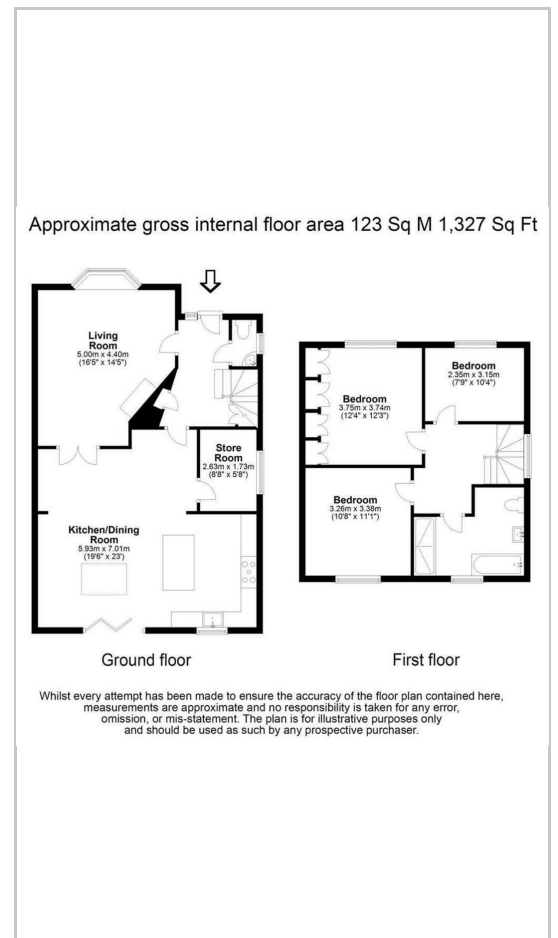 Approximate gross internal floor area 123 Sq M 1,327 Sq Ft
Living
Room
5.00m x 4.40m
(16'5" x 14'5")
Store
Room
2.63m x 1.73m
(8'8" x 5'8")
Kitchen/Dining
Room
5.93m x 7.01m
(19'6" x 23')
Ground floor
Bedroom
2.35m x 3.15m
(7'9" x 10'4")
Bedroom
3.75m x 3.74m
(12'4" x 12'3")
Bedroom
3.26m x 3.38m
(10'8" x 11'1")
First floor
Whilst every attempt has been made to ensure the accuracy of the floor plan contained here,
measurements are approximate and no responsibility is taken for any error,
omission, or mis-statement. The plan is for illustrative purposes only
and should be used as such by any prospective purchaser.